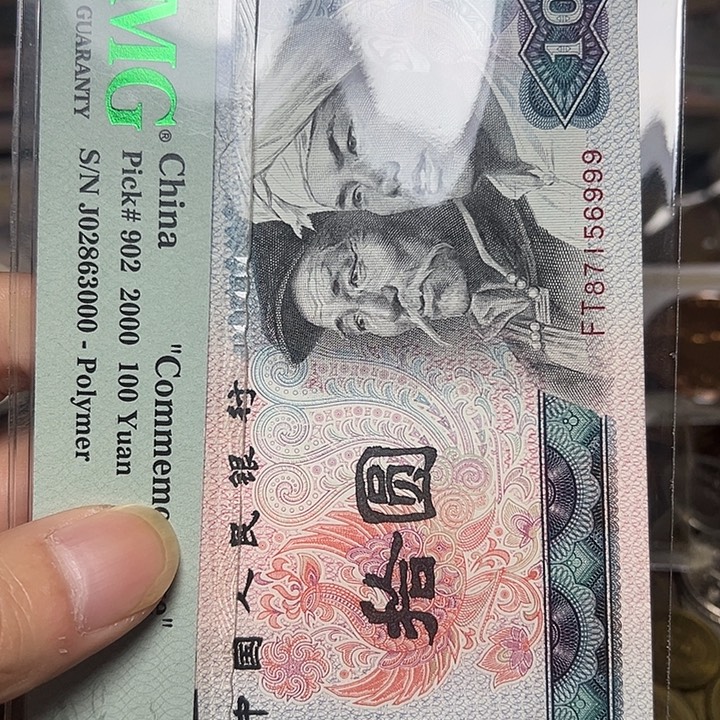 MG®
GUARANTY
China "Commemo
Pick# 902 2000 100 Yuan
S/N J02863000 - Polymer
中国人民银行
拾圆
10
FT87156999